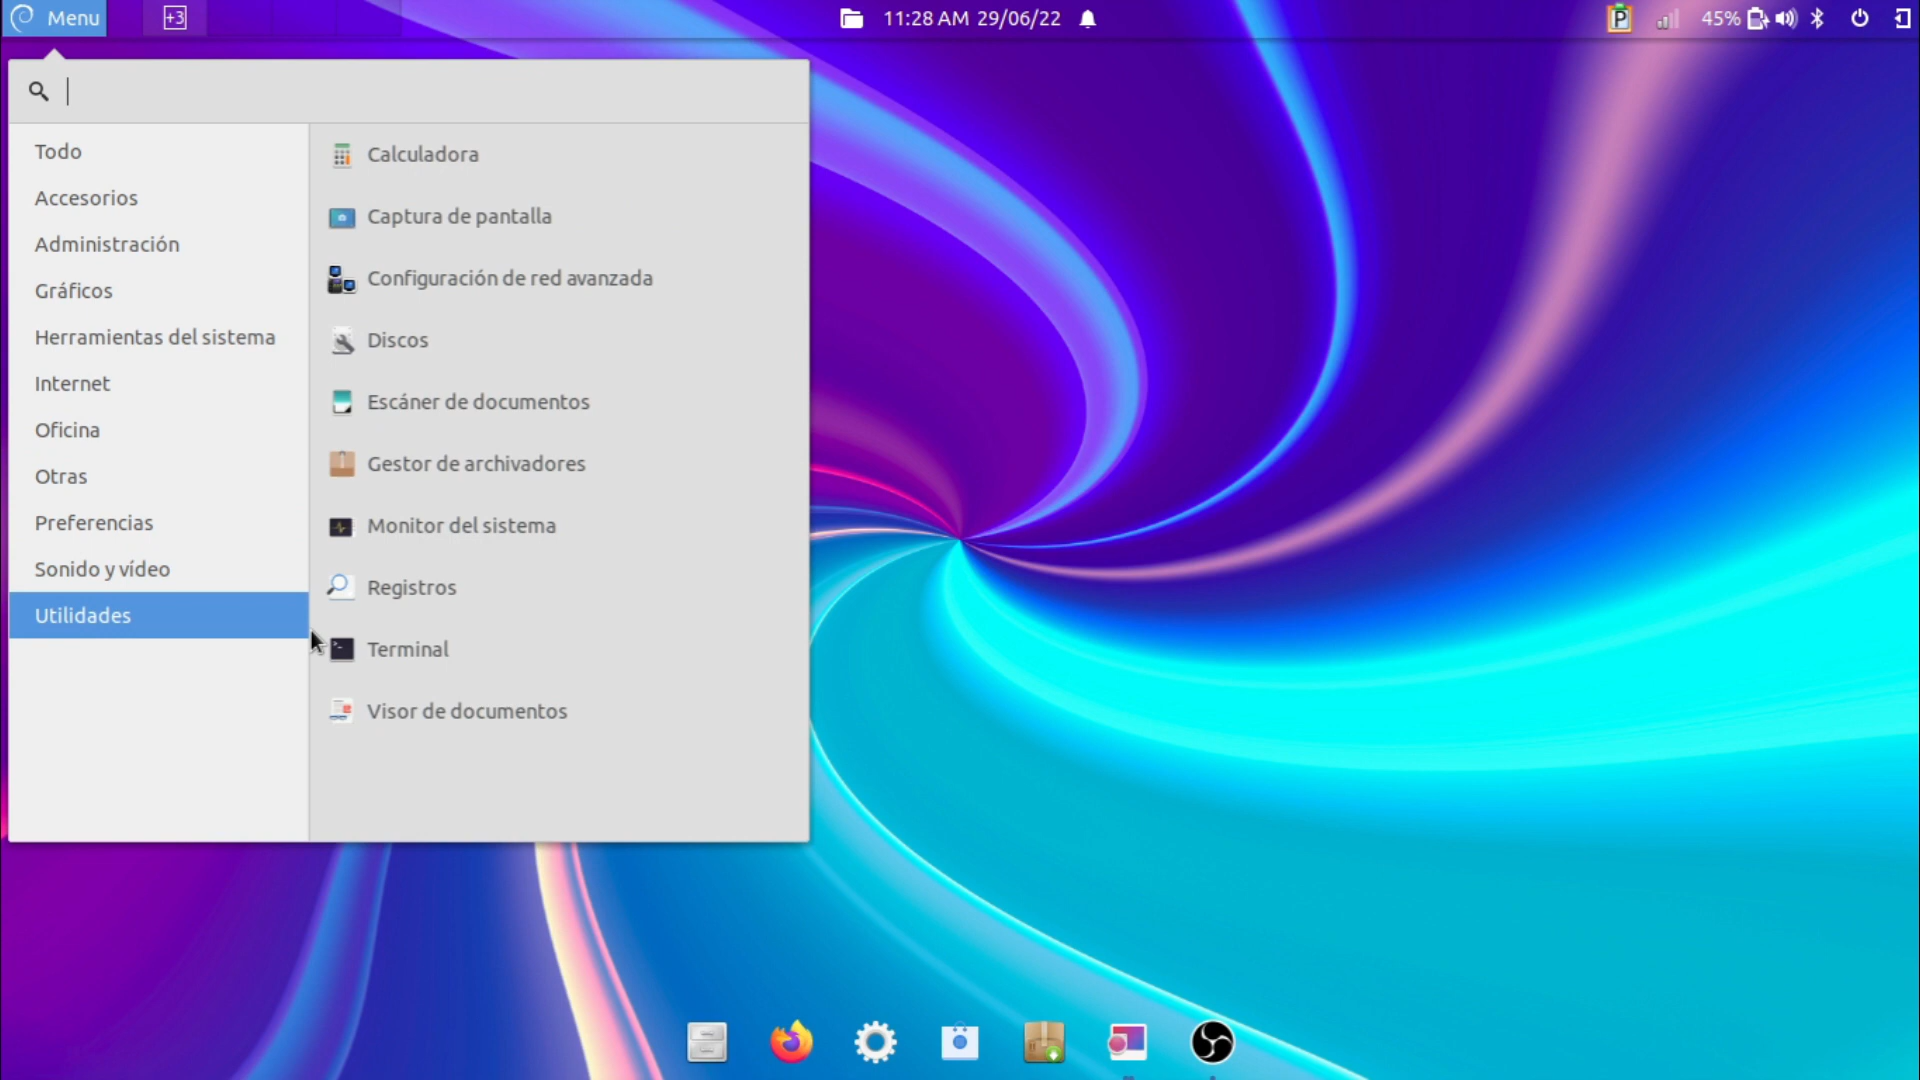 Menu
+3
11:28 AM 29/06/22
P
45%
Todo
Accesorios
Administración
Gráficos
Herramientas del sistema
Internet
Oficina
Otras
Preferencias
Sonido y vídeo
Utilidades
Calculadora
Captura de pantalla
Configuración de red avanzada
Discos
Escáner de documentos
Gestor de archivadores
Monitor del sistema
Registros
Terminal
Visor de documentos